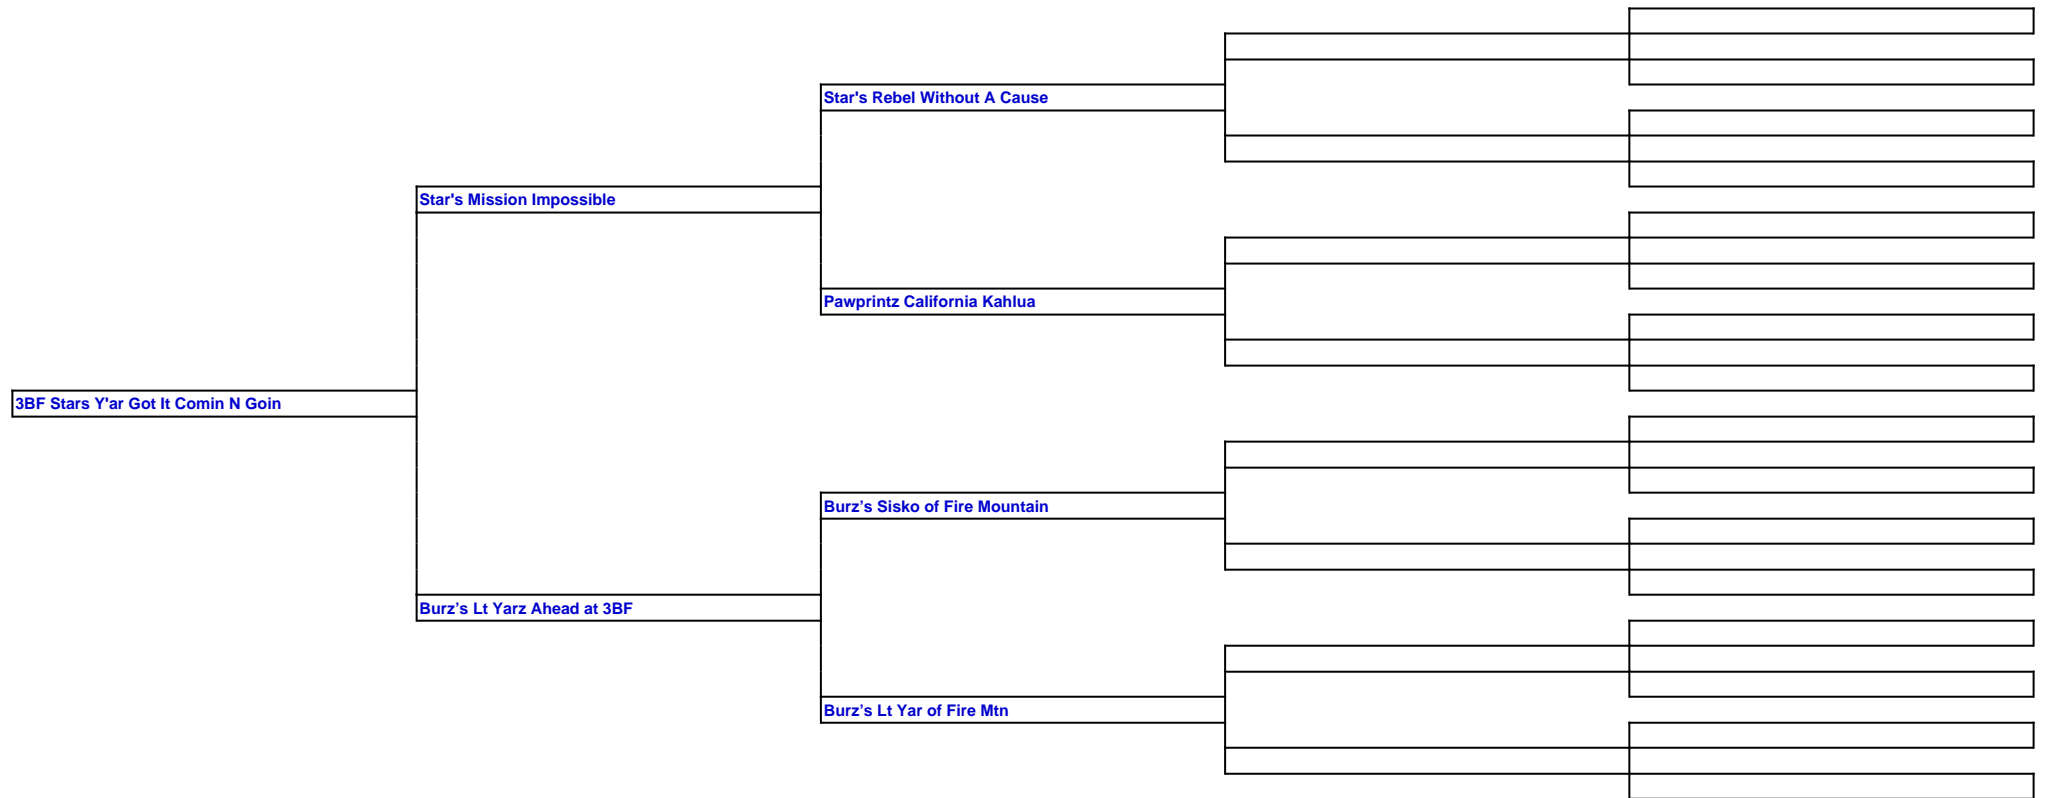 Star's Rebel Without A Cause
Star's Mission Impossible
Pawprintz California Kahlua
3BF Stars Y'ar Got It Comin N Goin
Burz’s Sisko of Fire Mountain
Burz’s Lt Yarz Ahead at 3BF
Burz’s Lt Yar of Fire Mtn